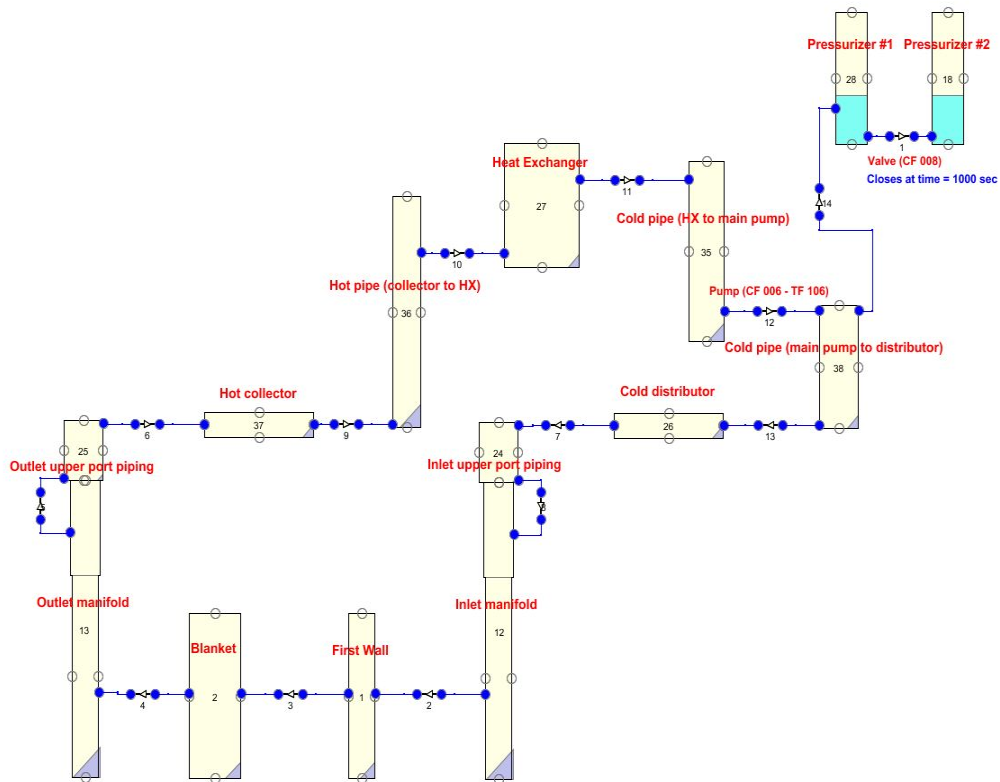 Pressurizer #1
Pressurizer #2
28
18
1
Valve (CF 008)
Closes at time = 1000 sec
Heat Exchanger
11
27
14
Cold pipe (HX to main pump)
35
10
Hot pipe (collector to HX)
36
Pump (CF 006 - TF 106)
12
Cold pipe (main pump to distributor)
38
Hot collector
Cold distributor
37
26
6
9
7
13
25
24
Outlet upper port piping
Inlet upper port piping
Outlet manifold
Inlet manifold
13
12
Blanket
First Wall
2
1
4
3
2